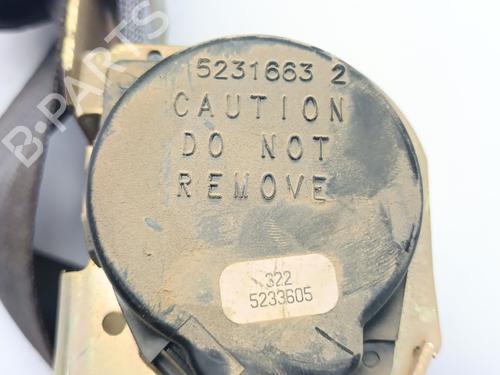 5231663 2
CAUTION
DO NOT
REMOVE
322
5233605
B-PARTS